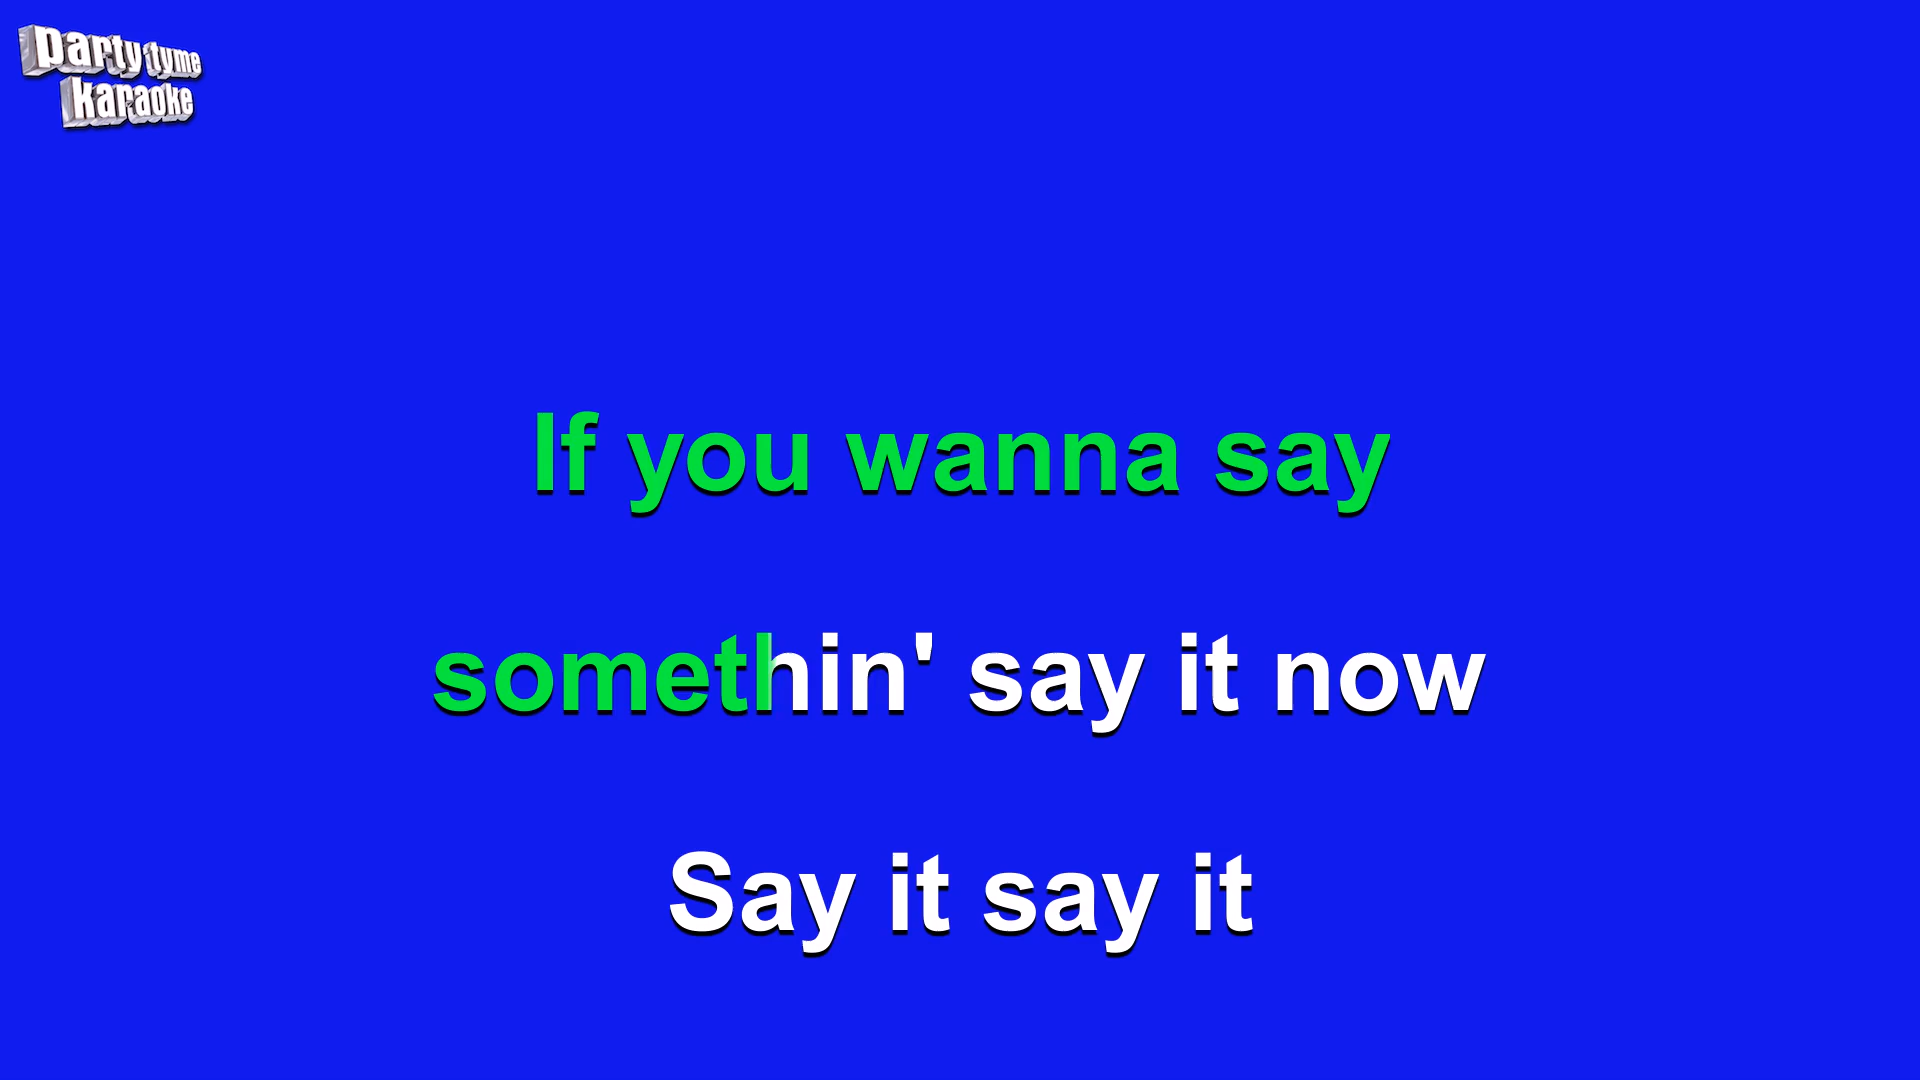 party tyme
karaoke
If you wanna say
somethin' say it now
Say it say it